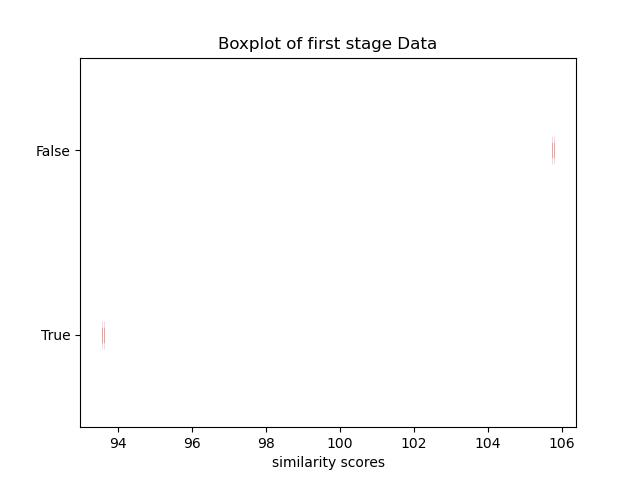 Boxplot of first stage Data
False
True
94 96 98 100 102 104 106
similarity scores